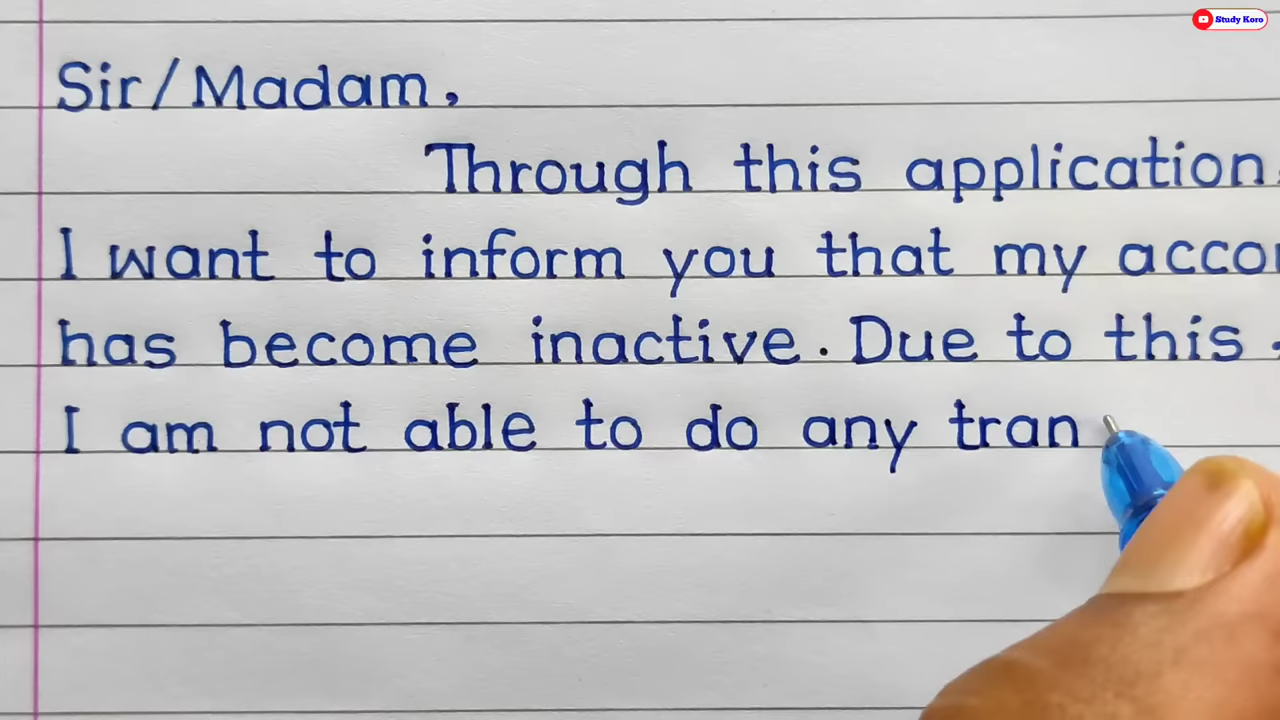 Study Koro
Sir/Madam,
Through this application,
I want to inform you that my
has become inactive. Due to this.
I am not able to do any tran